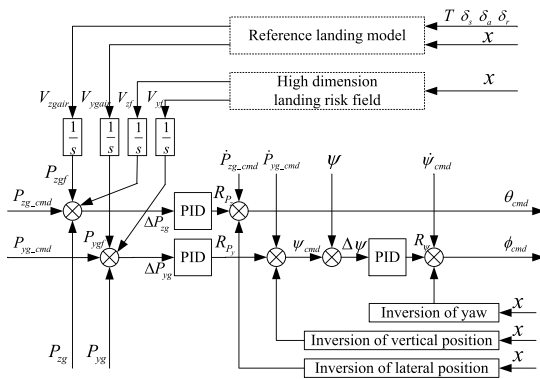 T δs δa δr
Reference landing model
x
High dimension
landing risk field
x
Vzgair Vygair Vzf Vyf
1/s 1/s 1/s 1/s
Pzgf
Ṗzg_cmd Ṗyg_cmd ψ ψ̇cmd
Pzg_cmd
RPz
PID
θcmd
ΔPzg
Pygf
Pyg_cmd
PID
RPy
ψcmd Δψ
PID
Rψ
ϕcmd
ΔPyg
Inversion of yaw
x
Inversion of vertical position
x
Inversion of lateral position
x
Pzg Pyg